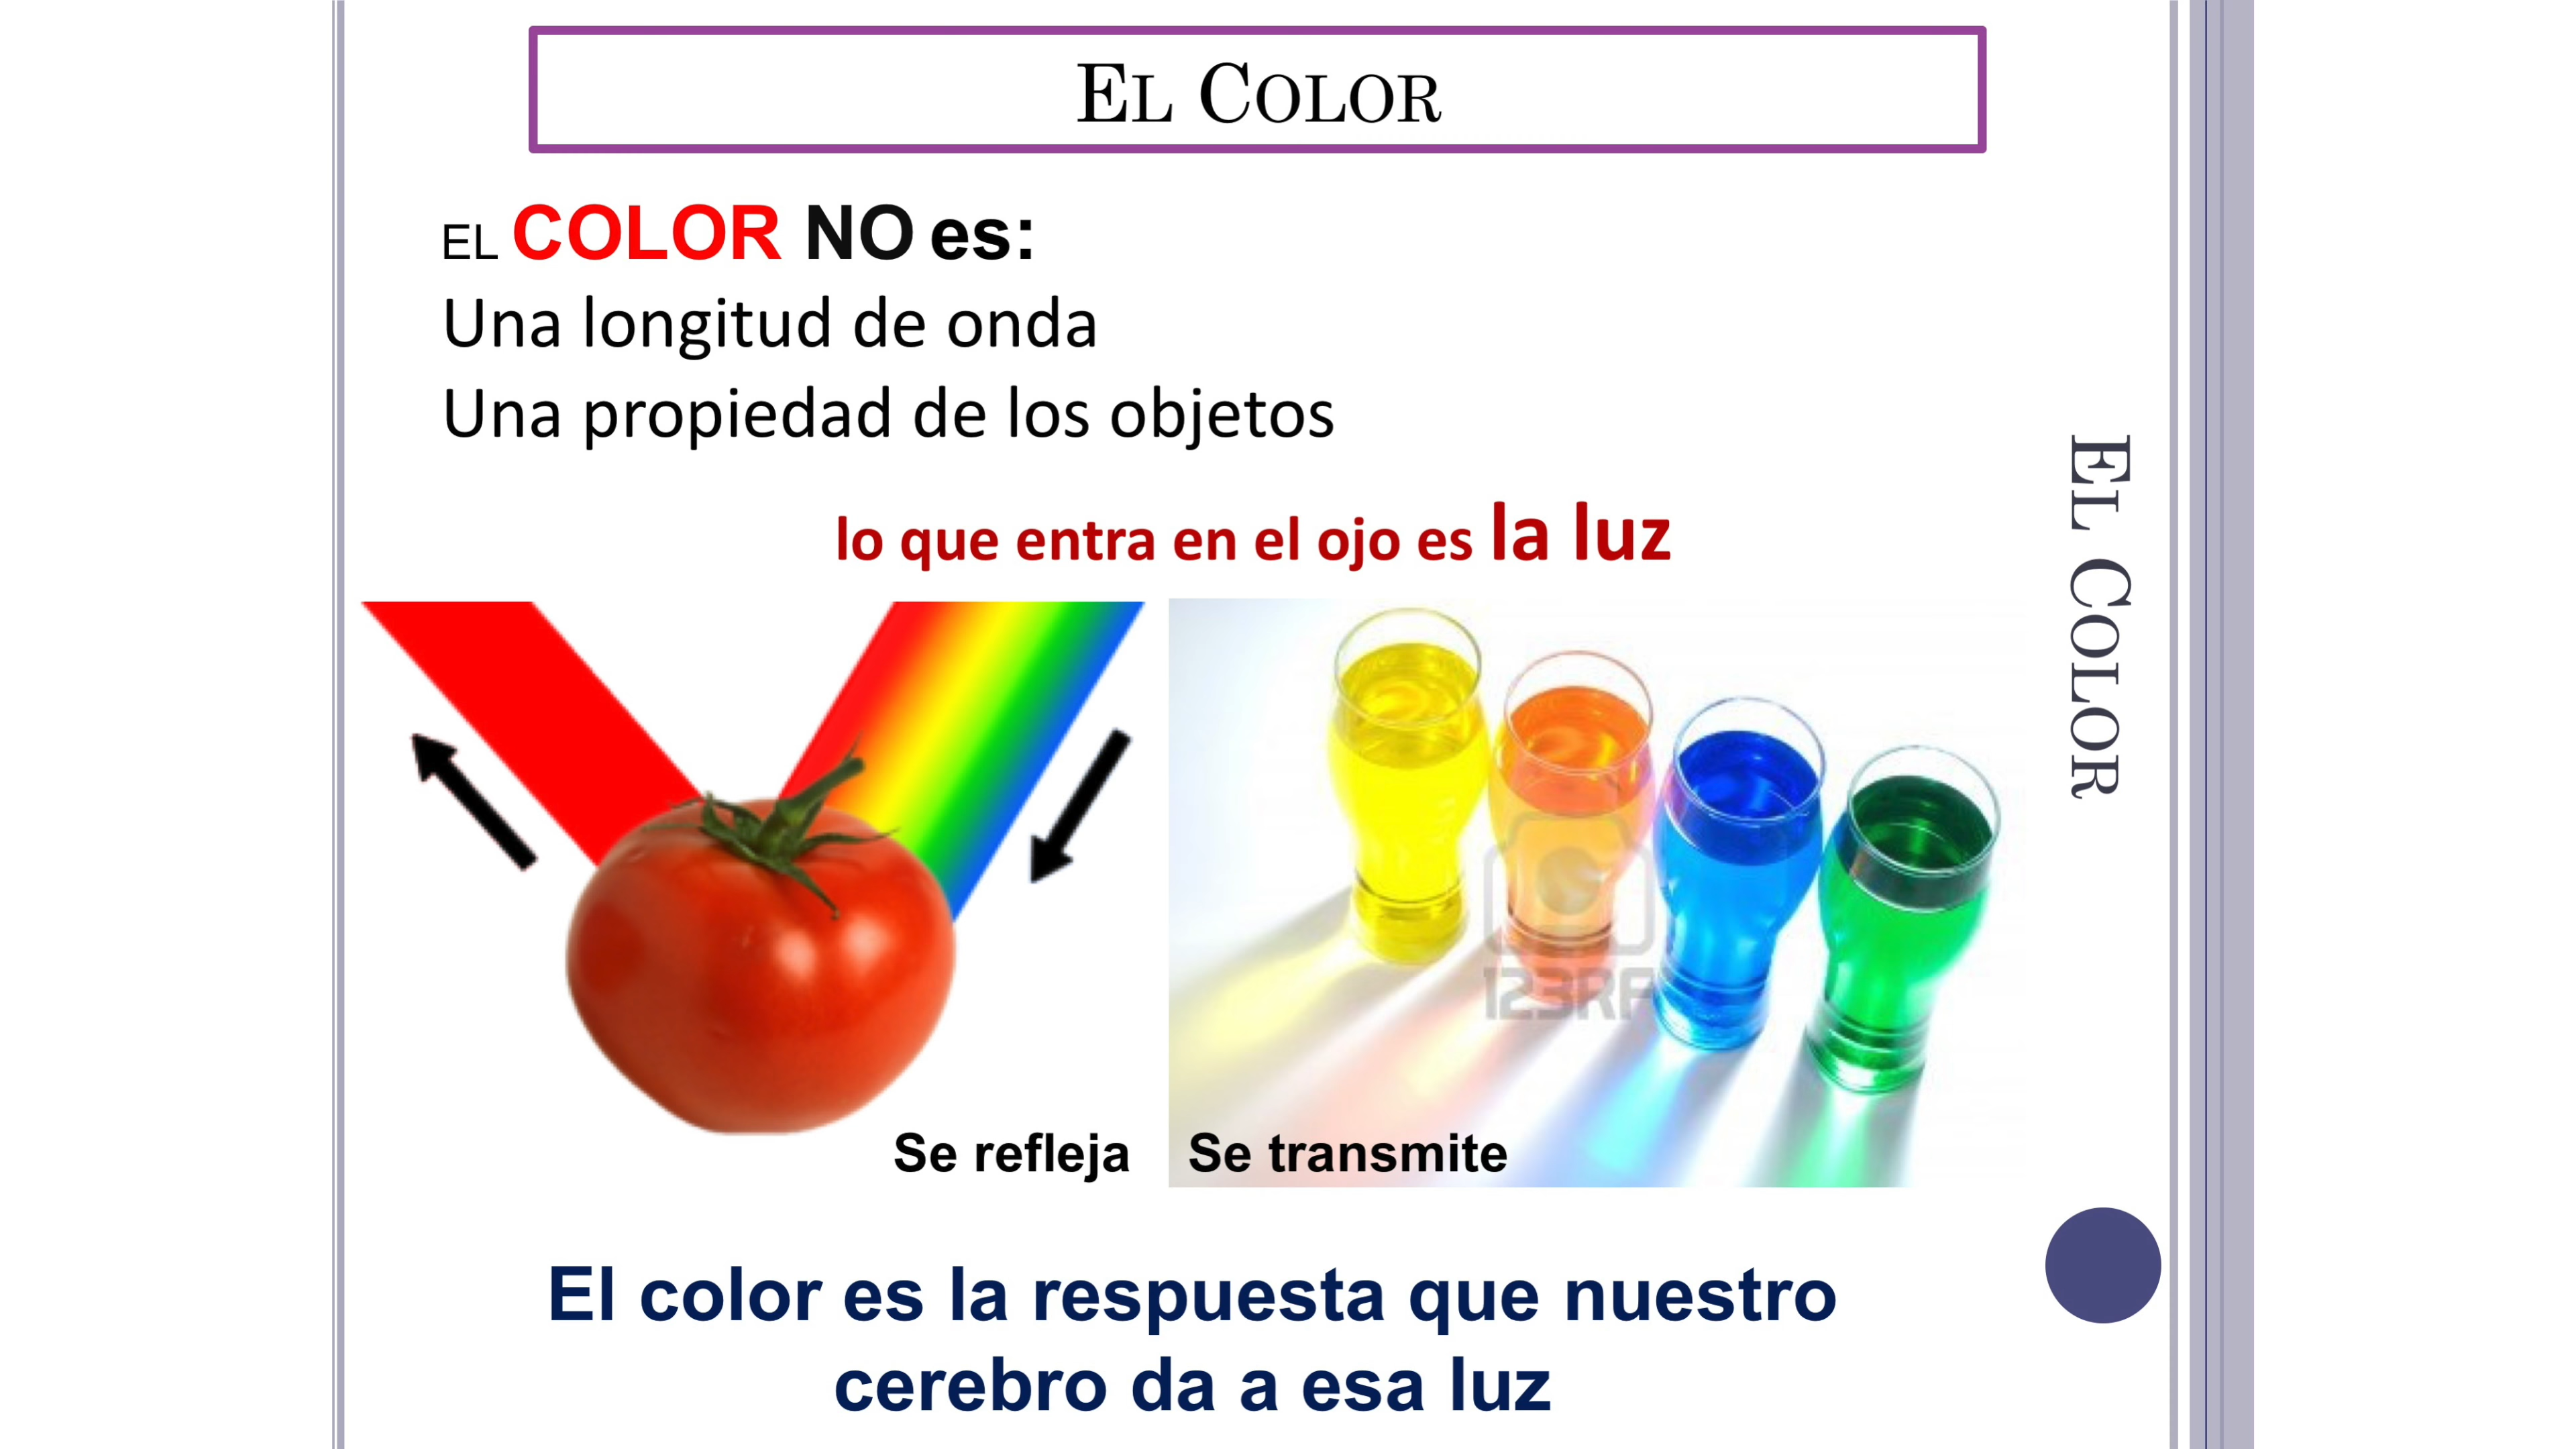 El Color
EL COLOR NO es:
Una longitud de onda
Una propiedad de los objetos
lo que entra en el ojo es la luz
El Color
123RF
Se refleja
Se transmite
El color es la respuesta que nuestro
cerebro da a esa luz